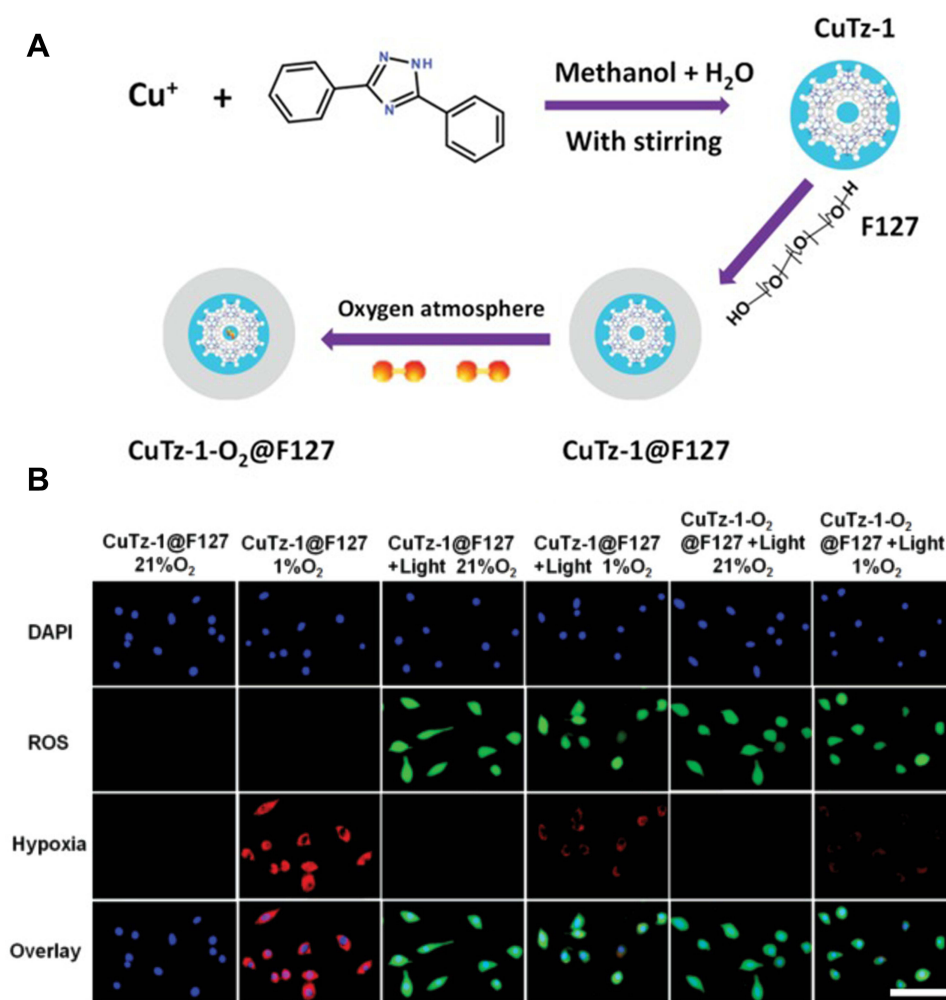 A
CuTz-1
Cu⁺ +
N
NH
N
Methanol + H₂O
With stirring
F127
HO
O
O
O
H
Oxygen atmosphere
CuTz-1-O₂@F127
CuTz-1@F127
B
CuTz-1@F127
21%O₂
CuTz-1@F127
1%O₂
CuTz-1@F127
+Light 21%O₂
CuTz-1@F127
+Light 1%O₂
CuTz-1-O₂
@F127 +Light
21%O₂
CuTz-1-O₂
@F127 +Light
1%O₂
DAPI
ROS
Hypoxia
Overlay